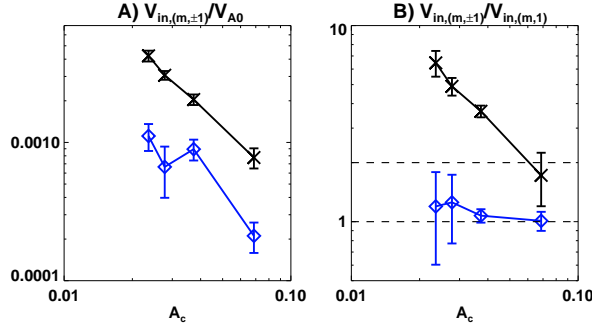 A) V_in,(m,±1)/V_A0
B) V_in,(m,±1)/V_in,(m,1)
0.0010
0.0001
0.01
0.10
A_c
10
1
0.01
0.10
A_c